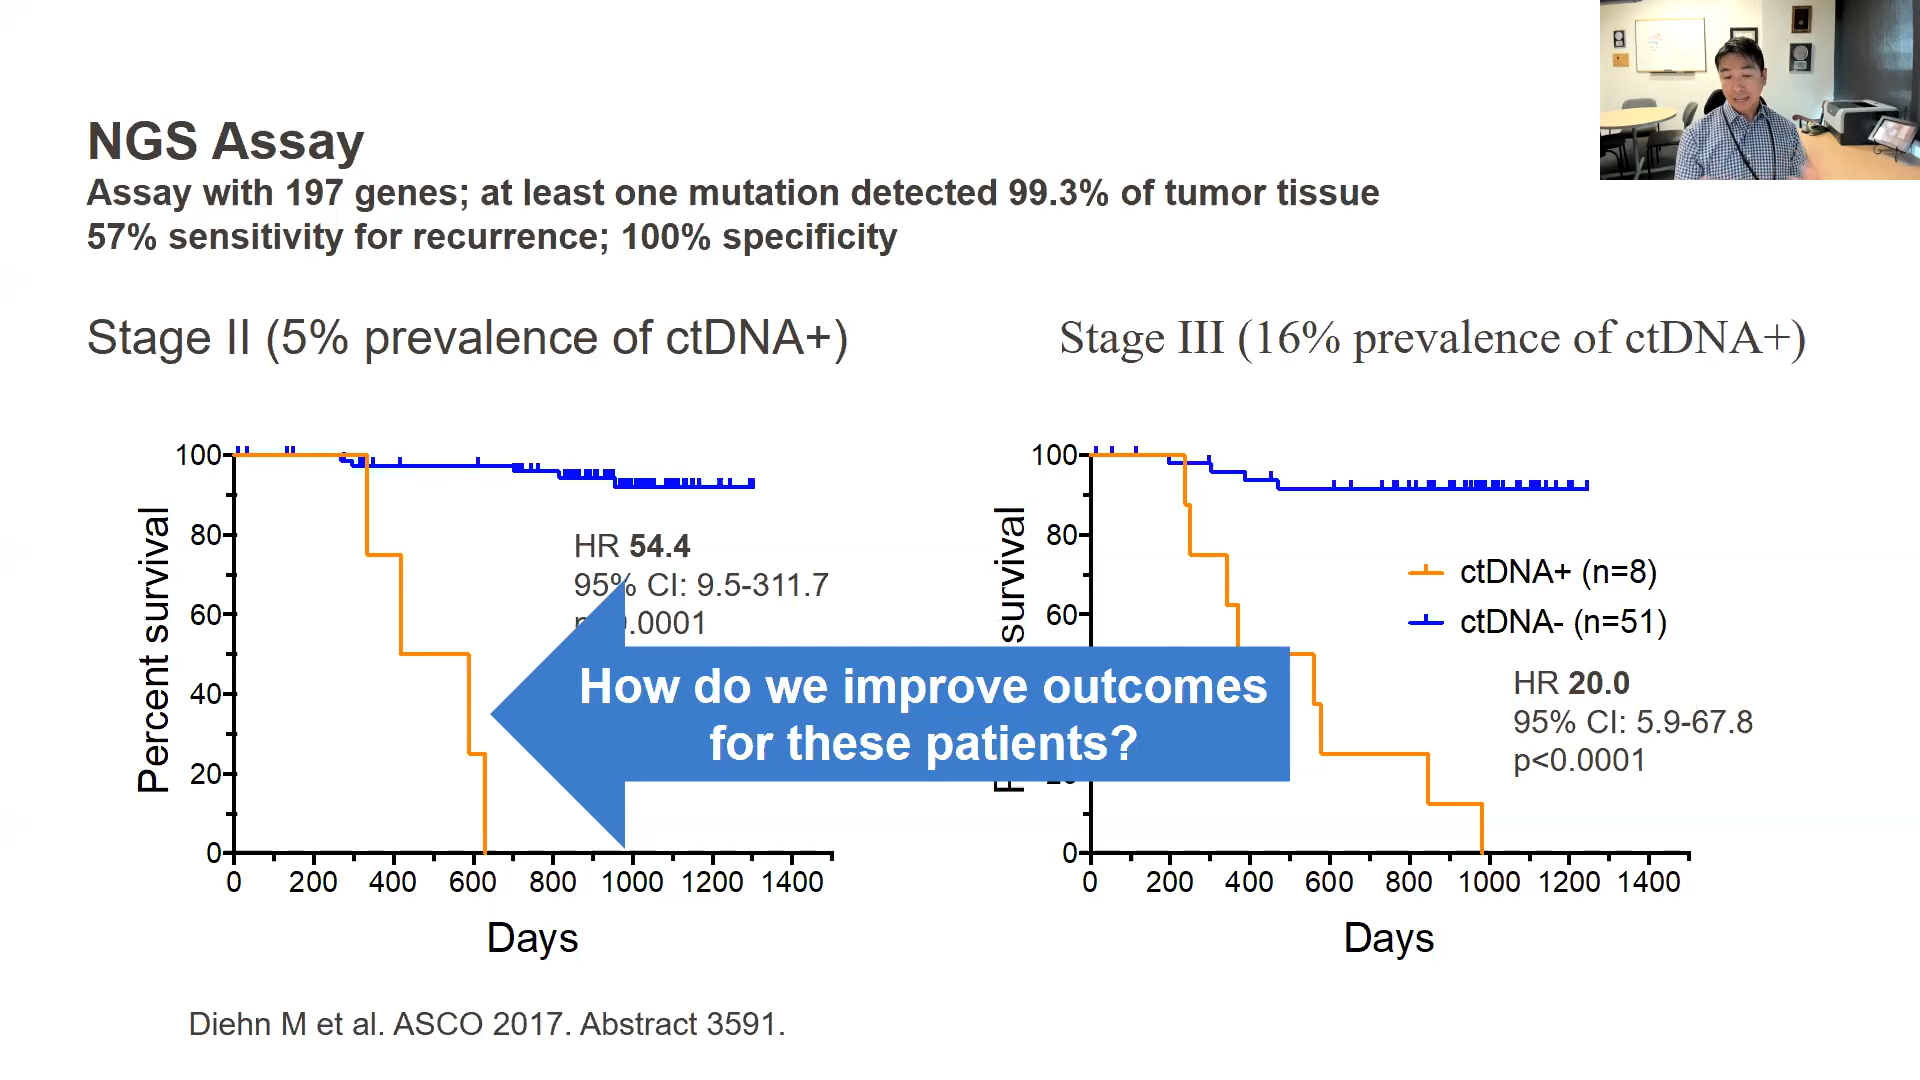 NGS Assay
Assay with 197 genes; at least one mutation detected 99.3% of tumor tissue
57% sensitivity for recurrence; 100% specificity
Stage II (5% prevalence of ctDNA+)
Stage III (16% prevalence of ctDNA+)
Percent survival
100
80
60
40
20
0
0 200 400 600 800 1000 1200 1400
Days
HR 54.4
95% CI: 9.5-311.7
.0001
How do we improve outcomes
for these patients?
survival
100
80
60
0
0 200 400 600 800 1000 1200 1400
Days
ctDNA+ (n=8)
ctDNA- (n=51)
HR 20.0
95% CI: 5.9-67.8
p<0.0001
Diehn M et al. ASCO 2017. Abstract 3591.